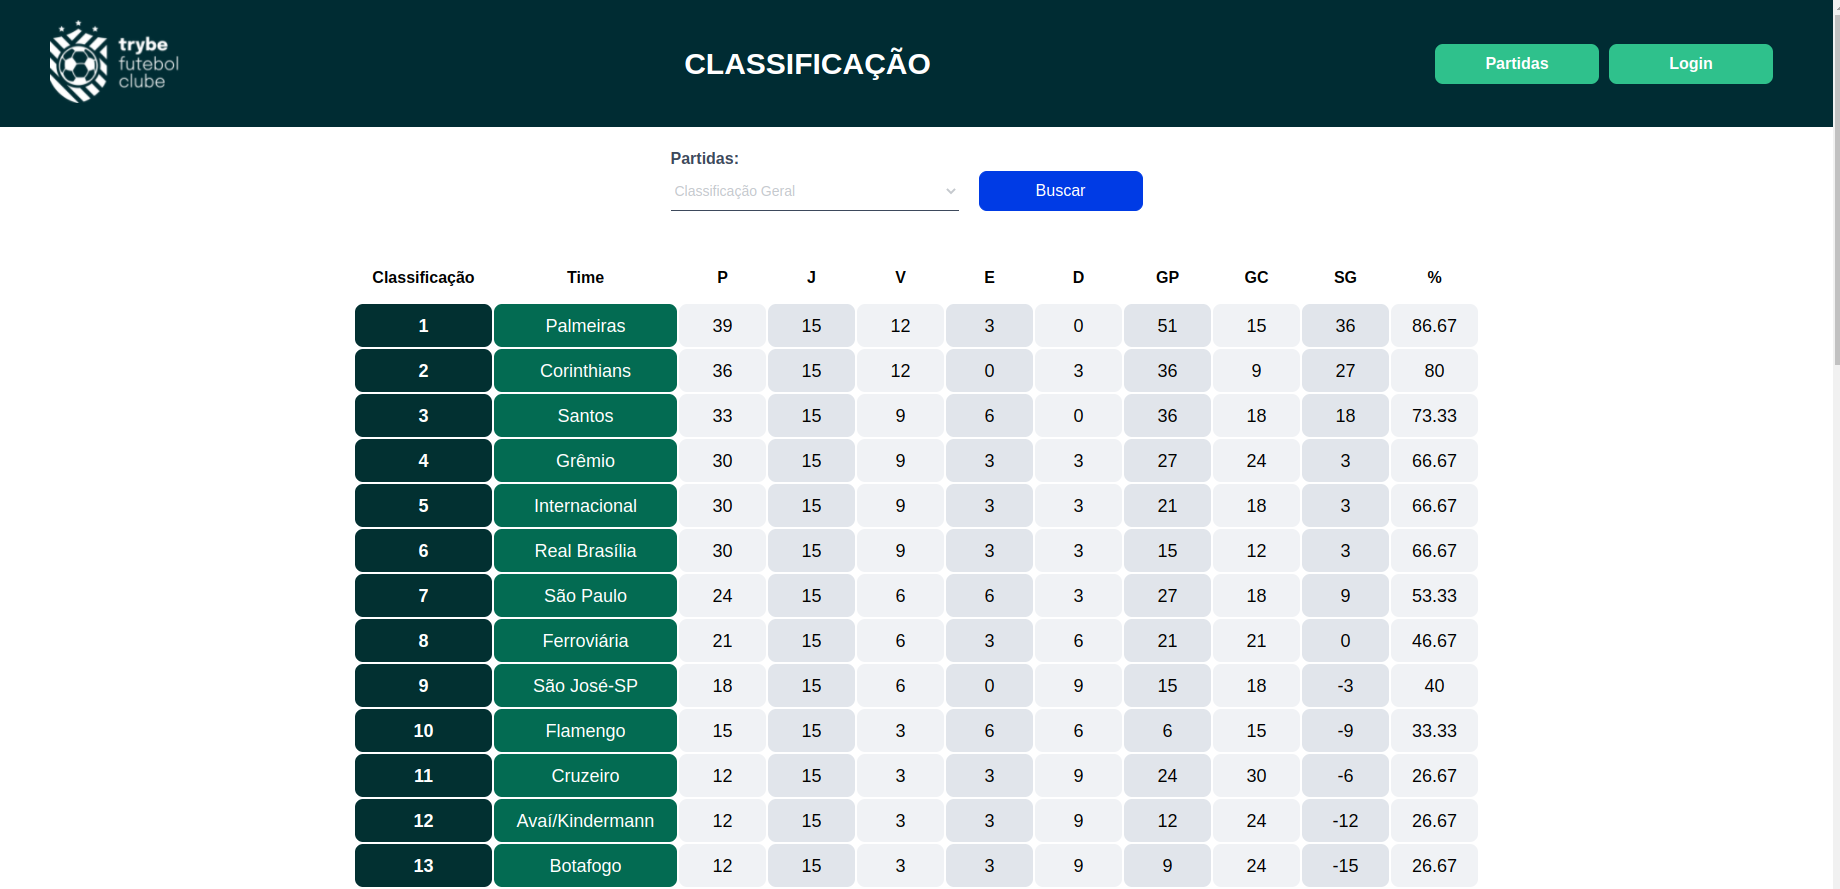 trybe
futebol
clube
CLASSIFICAÇÃO
Partidas
Login
Partidas:
Classificação Geral
Buscar
Classificação Time P J V E D GP GC SG %
1 Palmeiras 39 15 12 3 0 51 15 36 86.67
2 Corinthians 36 15 12 0 3 36 9 27 80
3 Santos 33 15 9 6 0 36 18 18 73.33
4 Grêmio 30 15 9 3 3 27 24 3 66.67
5 Internacional 30 15 9 3 3 21 18 3 66.67
6 Real Brasília 30 15 9 3 3 15 12 3 66.67
7 São Paulo 24 15 6 6 3 27 18 9 53.33
8 Ferroviária 21 15 6 3 6 21 21 0 46.67
9 São José-SP 18 15 6 0 9 15 18 -3 40
10 Flamengo 15 15 3 6 6 6 15 -9 33.33
11 Cruzeiro 12 15 3 3 9 24 30 -6 26.67
12 Avaí/Kindermann 12 15 3 3 9 12 24 -12 26.67
13 Botafogo 12 15 3 3 9 9 24 -15 26.67